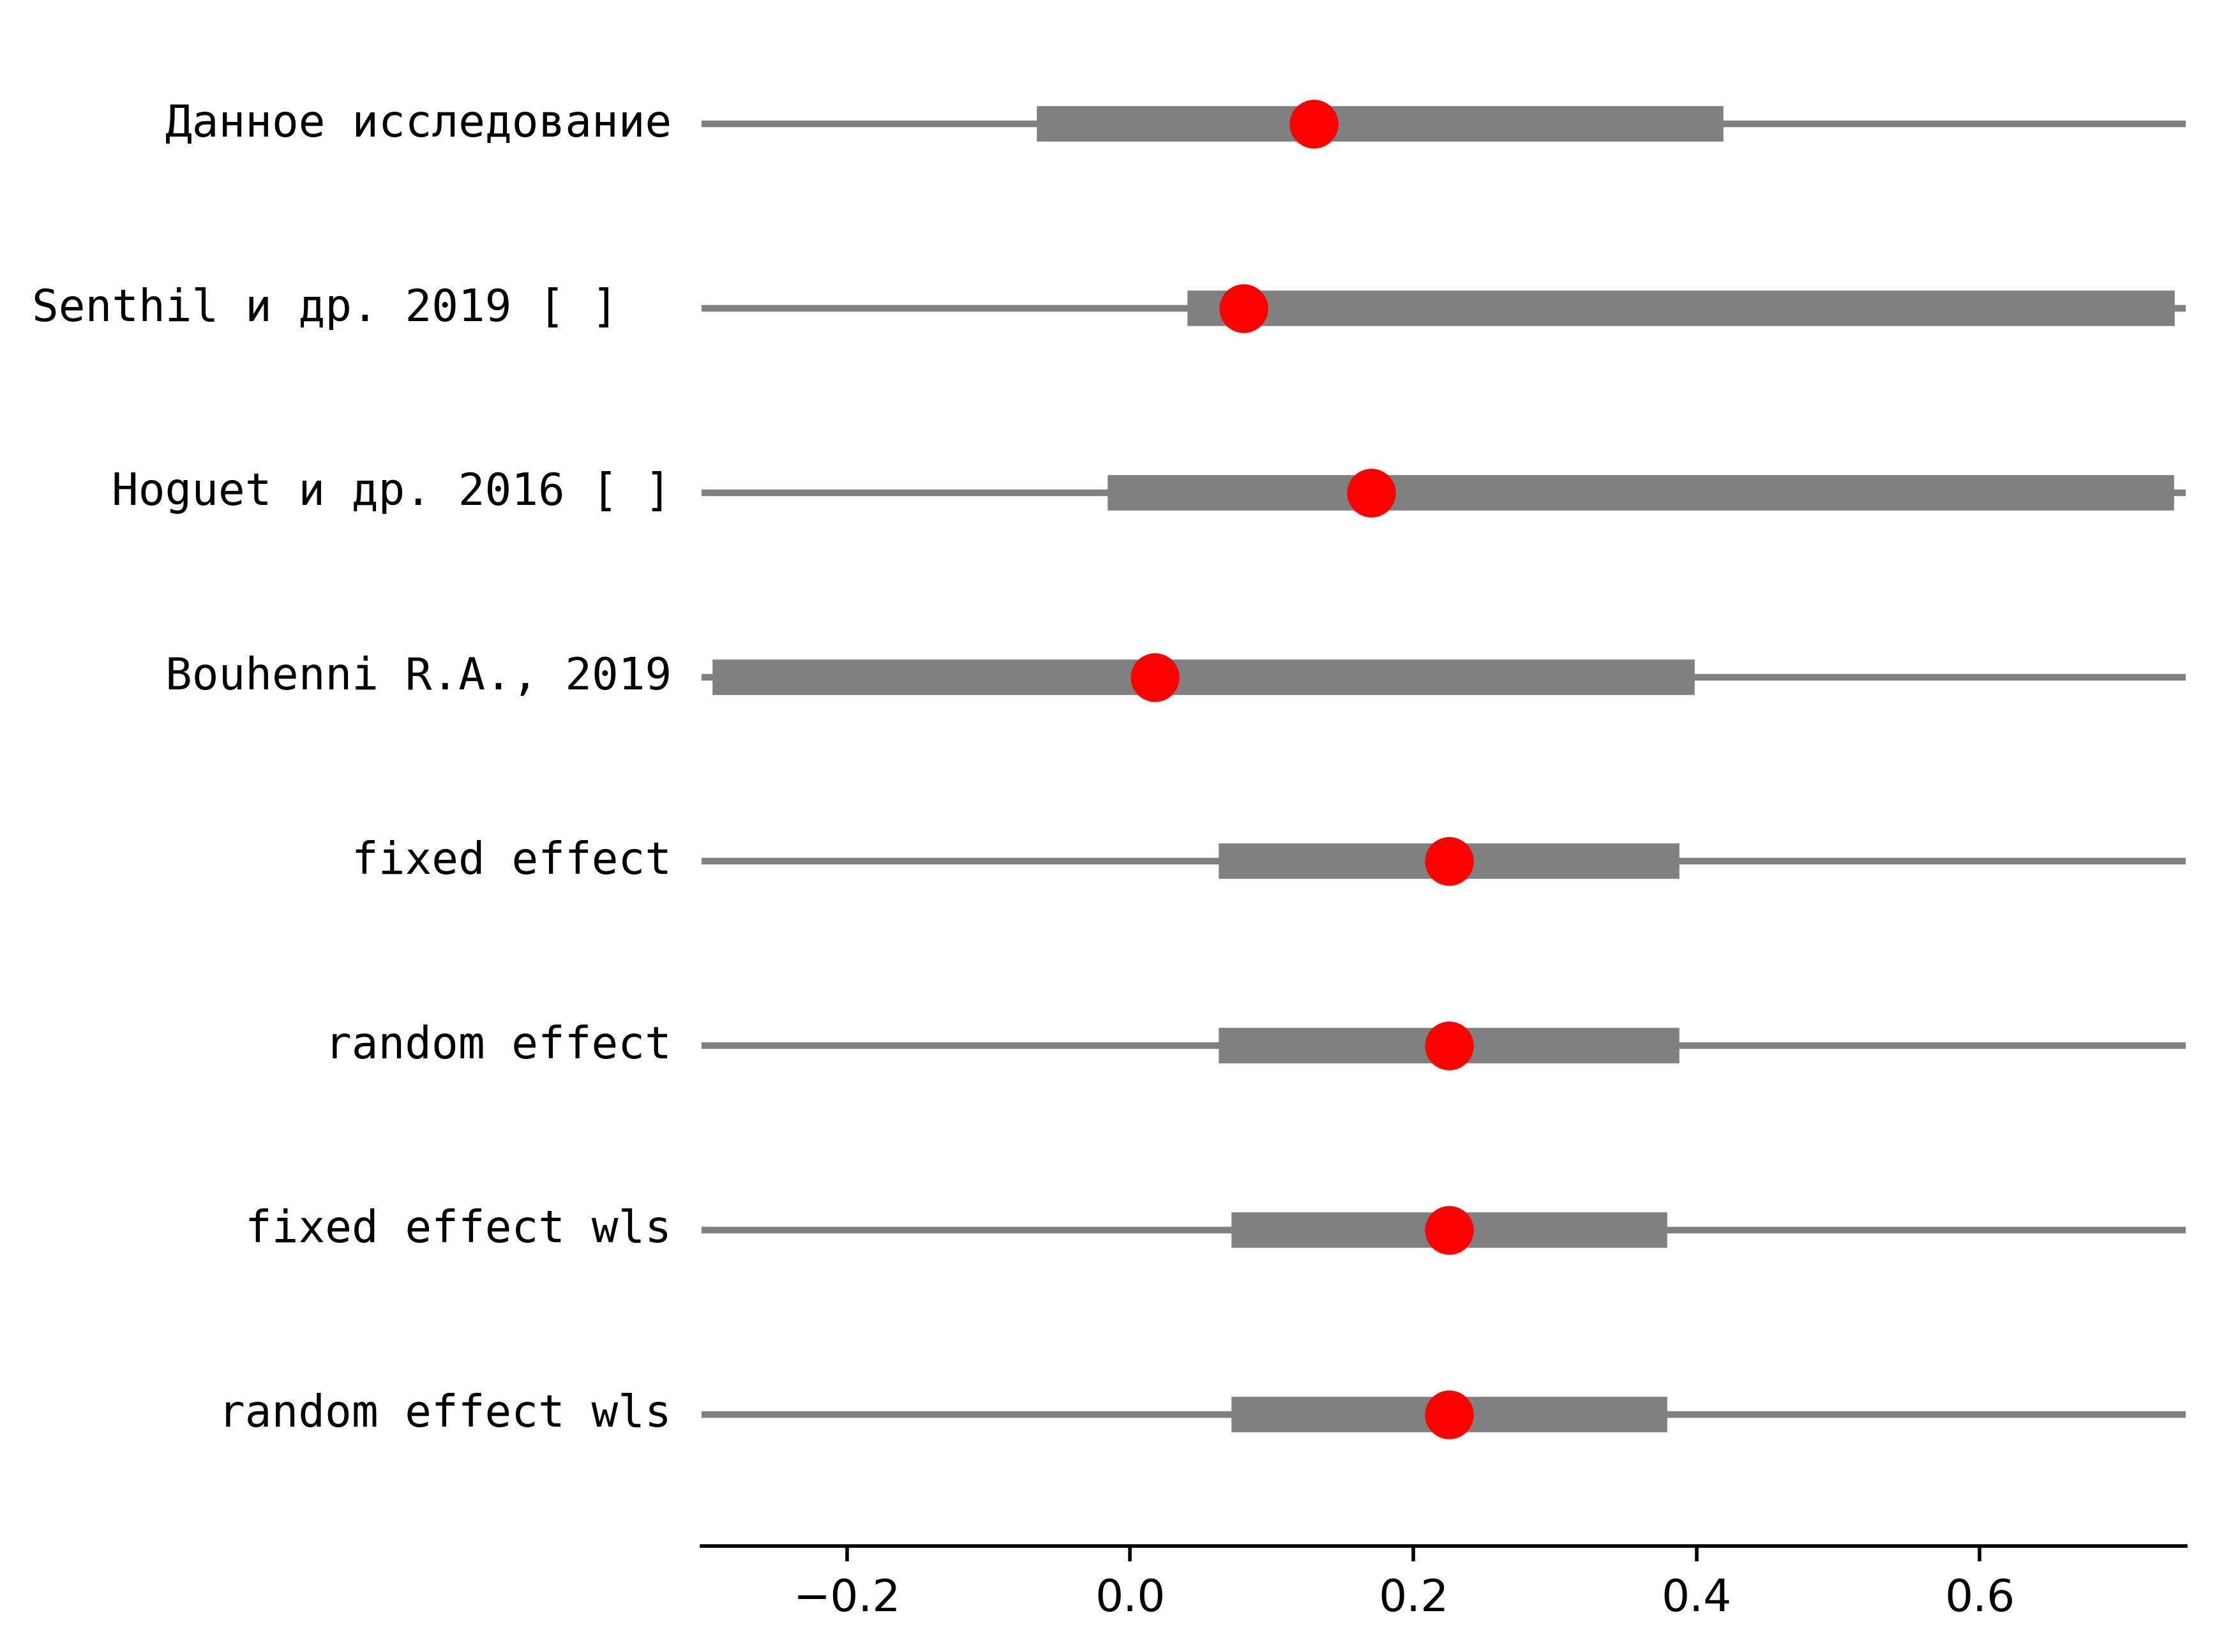 Данное исследование
Senthil и др. 2019 [ ]
Hoguet и др. 2016 [ ]
Bouhenni R.A., 2019
fixed effect
random effect
fixed effect wls
random effect wls
−0.2 0.0 0.2 0.4 0.6